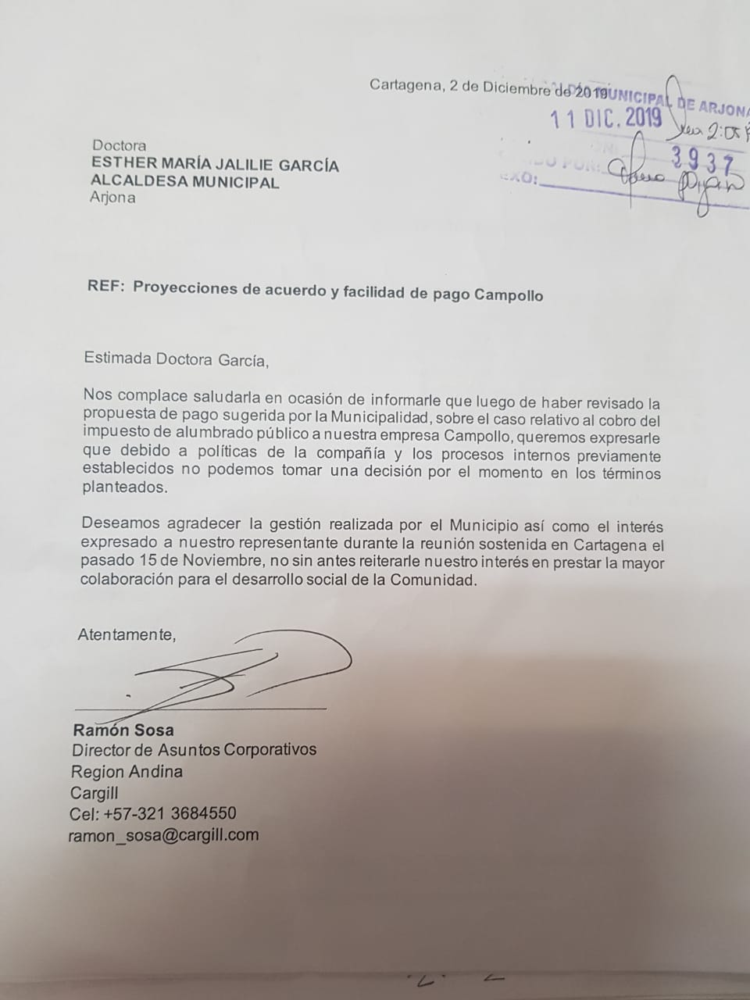 Cartagena, 2 de Diciembre de 2019
MUNICIPAL DE ARJONA
11 DIC. 2019
2:05 P
3937
EXO:
Doctora
ESTHER MARÍA JALILIE GARCÍA
ALCALDESA MUNICIPAL
Arjona
REF: Proyecciones de acuerdo y facilidad de pago Campollo
Estimada Doctora García,
Nos complace saludarla en ocasión de informarle que luego de haber revisado la
propuesta de pago sugerida por la Municipalidad, sobre el caso relativo al cobro del
impuesto de alumbrado público a nuestra empresa Campollo, queremos expresarle
que debido a políticas de la compañía y los procesos internos previamente
establecidos no podemos tomar una decisión por el momento en los términos
planteados.
Deseamos agradecer la gestión realizada por el Municipio así como el interés
expresado a nuestro representante durante la reunión sostenida en Cartagena el
pasado 15 de Noviembre, no sin antes reiterarle nuestro interés en prestar la mayor
colaboración para el desarrollo social de la Comunidad.
Atentamente,
Ramón Sosa
Director de Asuntos Corporativos
Region Andina
Cargill
Cel: +57-321 3684550
ramon_sosa@cargill.com